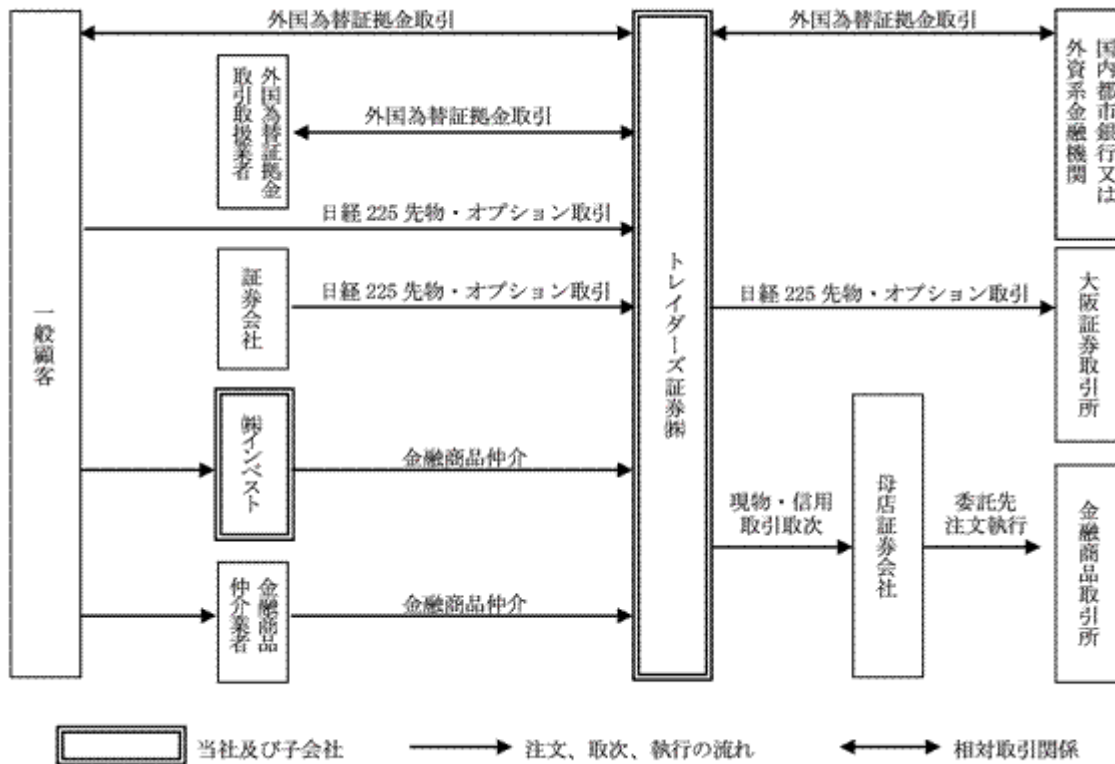 外国為替証拠金取引
外国為替証拠金取引
外国為替証拠金
取引取扱業者
外国為替証拠金取引
国内都市銀行又は
外資系金融機関
日経225先物・オプション取引
証券会社
日経225先物・オプション取引
日経225先物・オプション取引
大阪証券取引所
一般顧客
トレイダーズ証券㈱
㈱インベスト
金融商品仲介
現物・信用
取引取次
母店証券会社
委託先
注文執行
金融商品取引所
金融商品
仲介業者
金融商品仲介
当社及び子会社
注文、取次、執行の流れ
相対取引関係